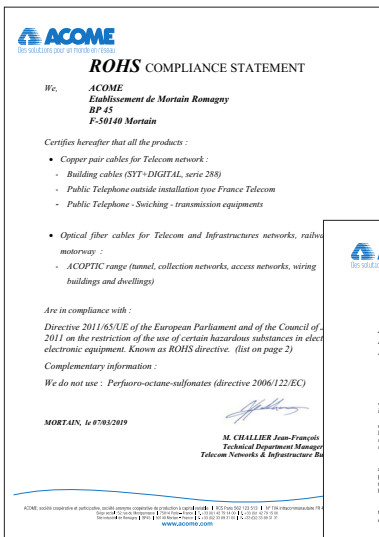 ACOME
Des solutions pour un monde en réseau
ROHS COMPLIANCE STATEMENT
We, ACOME
Etablissement de Mortain Romagny
BP 45
F-50140 Mortain
Certifies hereafter that all the products :
• Copper pair cables for Telecom network :
- Building cables (SYT+DIGITAL, serie 288)
- Public Telephone outside installation tyoe France Telecom
- Public Telephone - Swiching - transmission equipments
• Optical fiber cables for Telecom and Infrastructures networks, railwa
motorway :
- ACOPTIC range (tunnel, collection networks, access networks, wiring
buildings and dwellings)
Are in compliance with :
Directive 2011/65/UE of the European Parliament and of the Council of
2011 on the restriction of the use of certain hazardous substances in elect
electronic equipment. Known as ROHS directive. (list on page 2)
Complementary information :
We do not use : Perfuoro-octane-sulfonates (directive 2006/122/EC)
MORTAIN, le 07/03/2019
M. CHALLIER Jean-François
Technical Department Manager
Telecom Networks & Infrastructure Bu
www.acome.com
Des solut